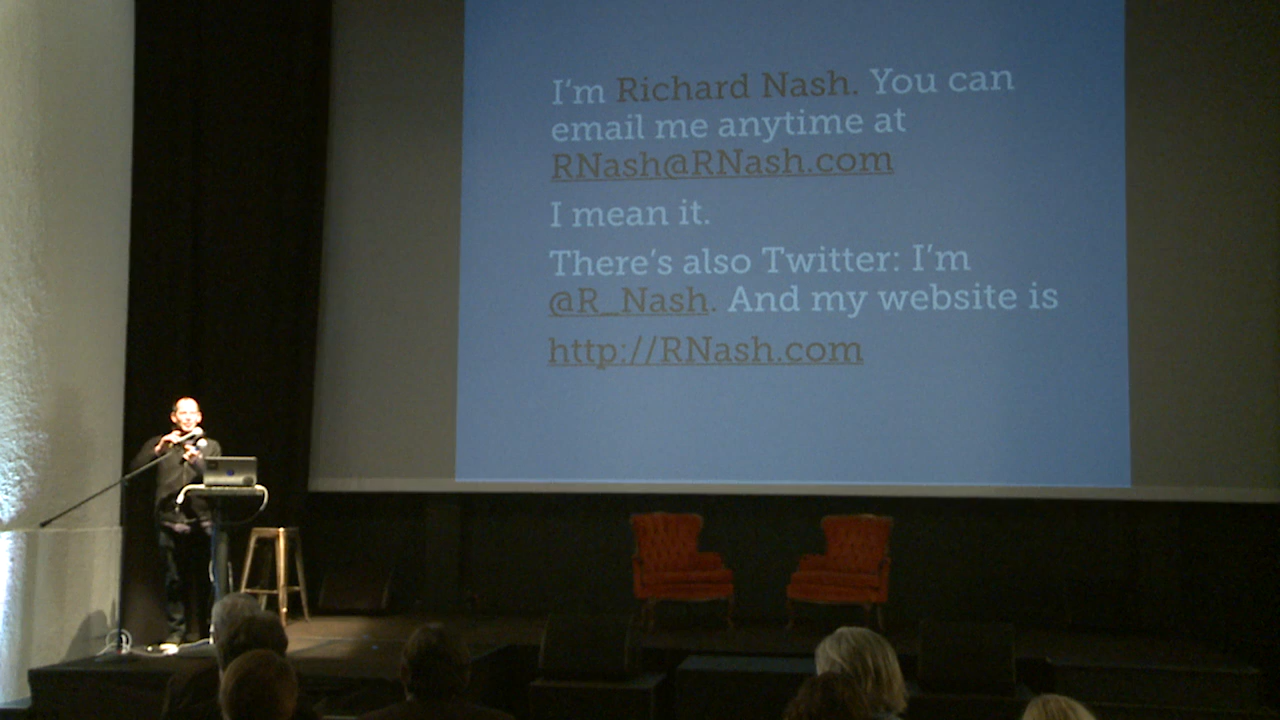 I'm Richard Nash. You can
email me anytime at
RNash@RNash.com
I mean it.
There's also Twitter: I'm
@R_Nash. And my website is
http://RNash.com